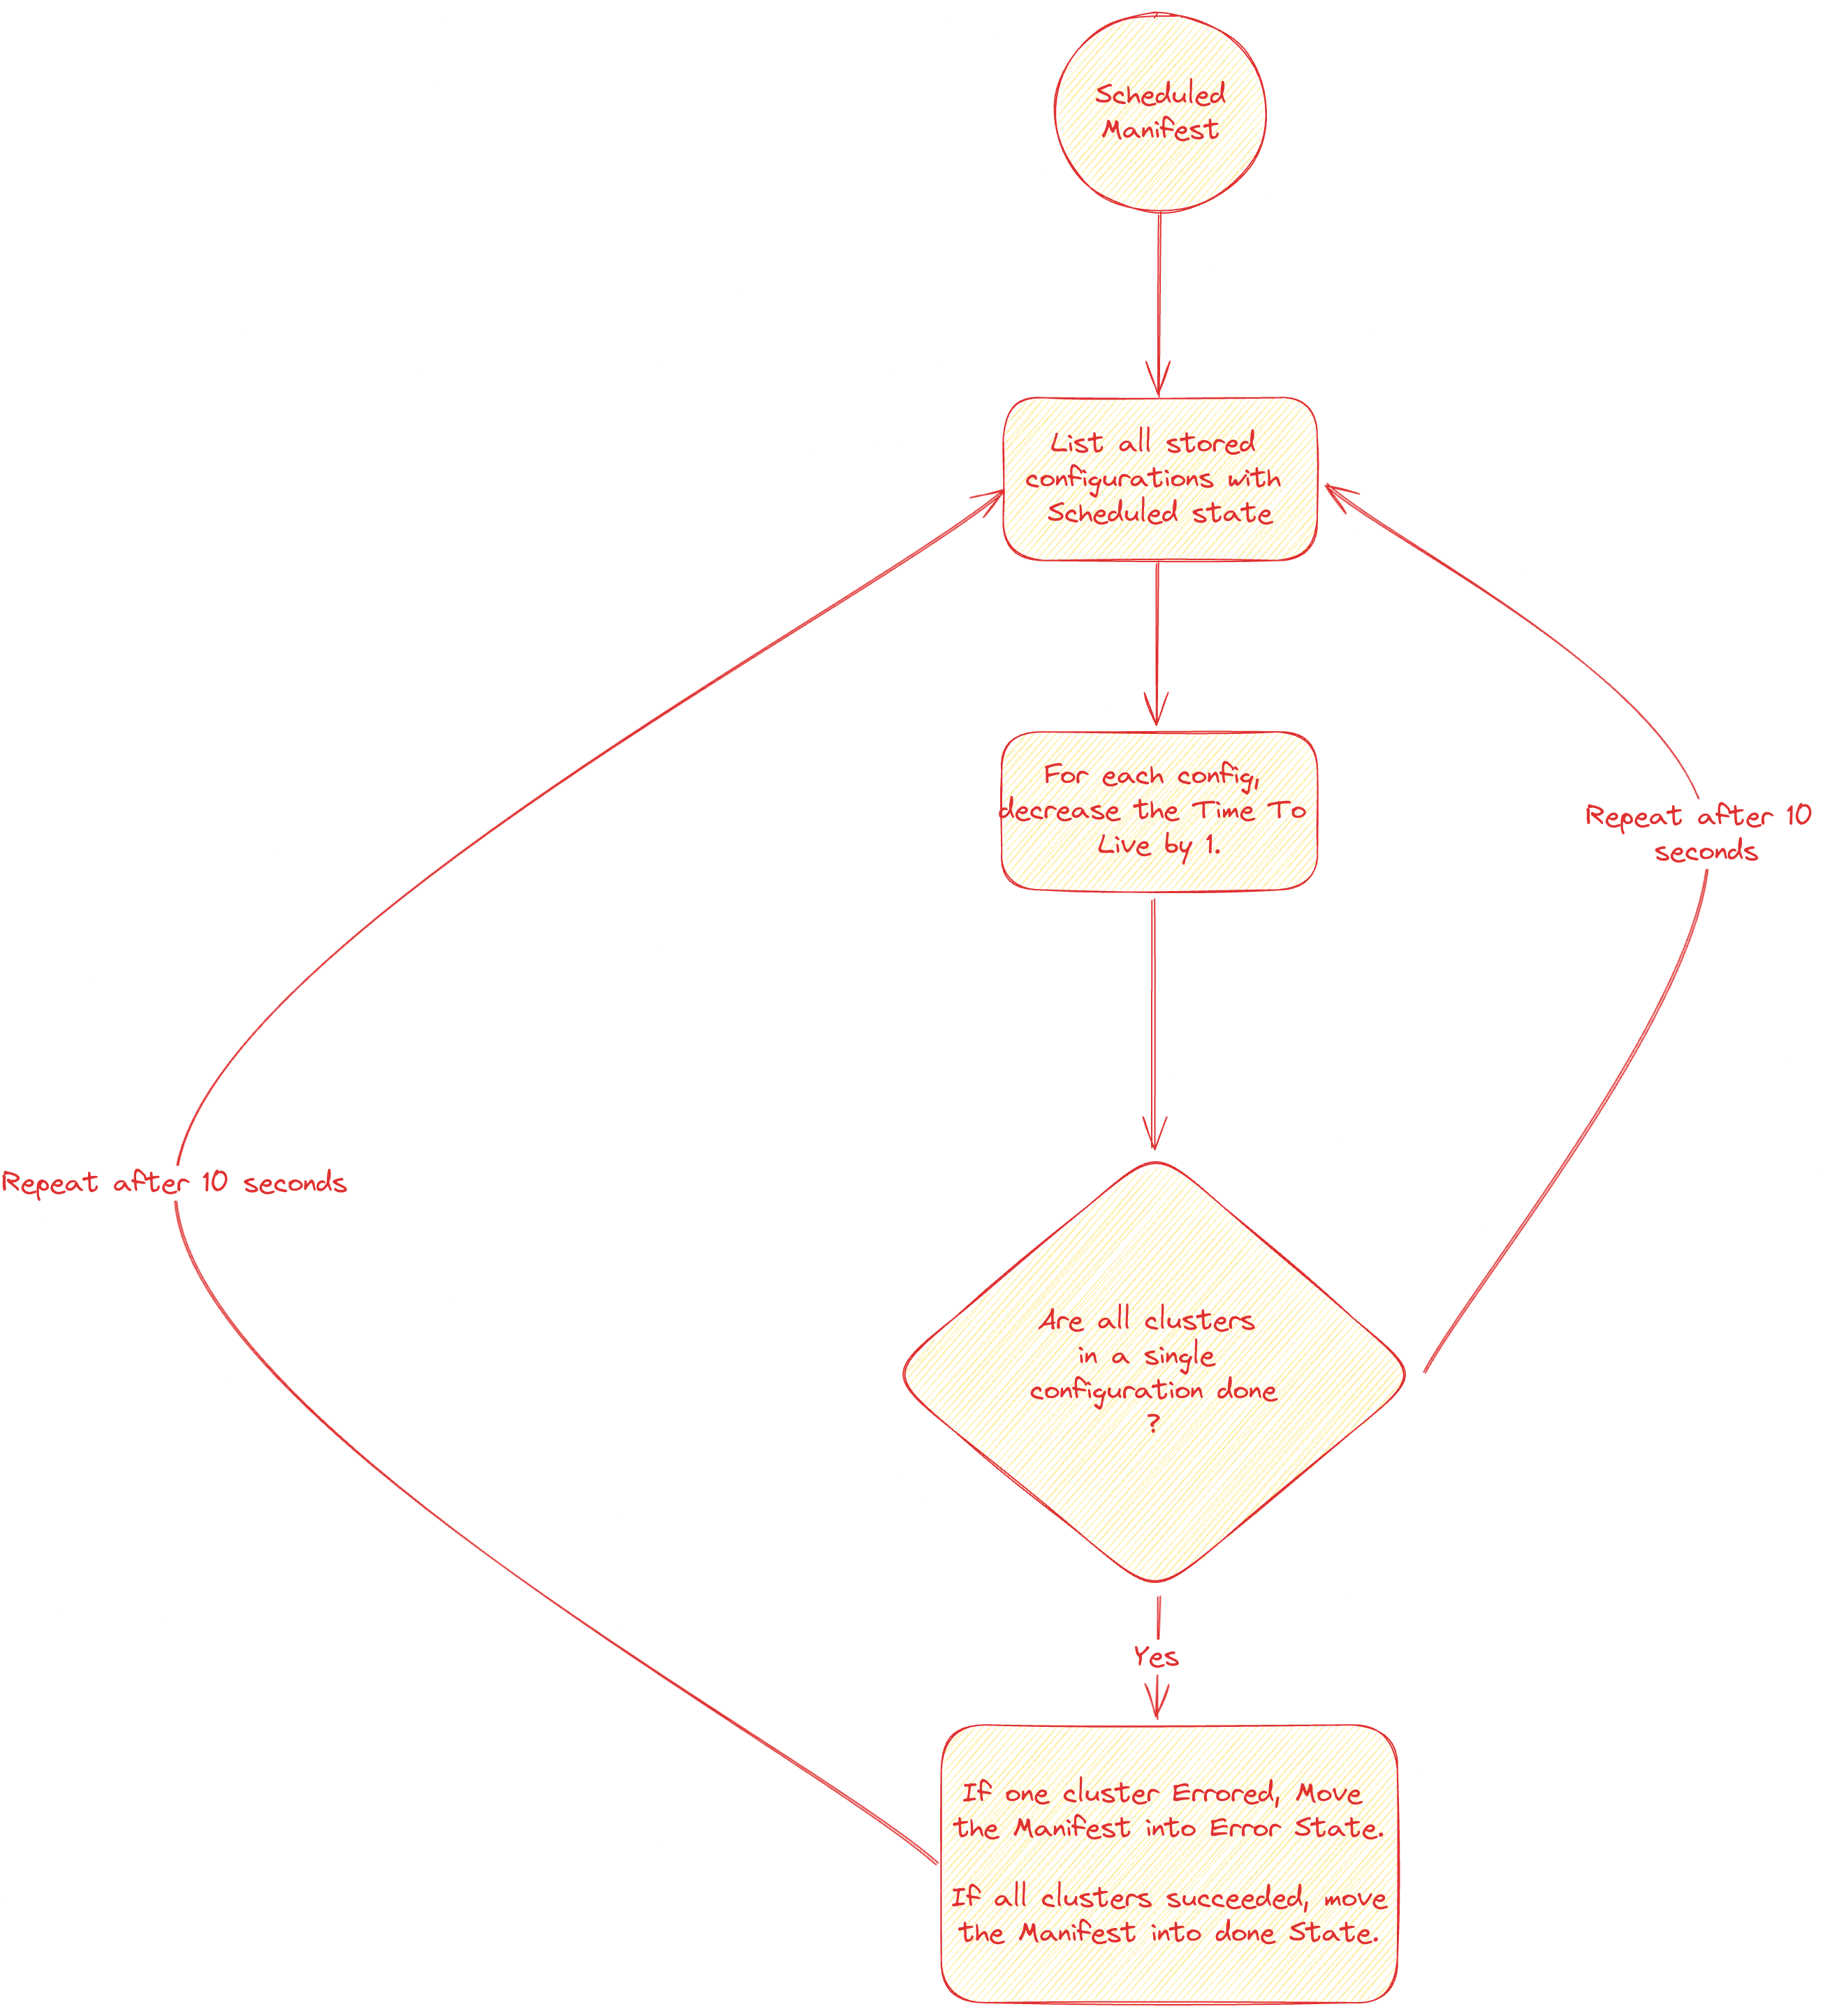 Scheduled
Manifest
List all stored
configurations with
Scheduled state
For each config,
decrease the Time To
Live by 1.
Repeat after 10
seconds
Repeat after 10 seconds
Are all clusters
in a single
configuration done
?
Yes
If one cluster Errored, Move
the Manifest into Error State.
If all clusters succeeded, move
the Manifest into done State.